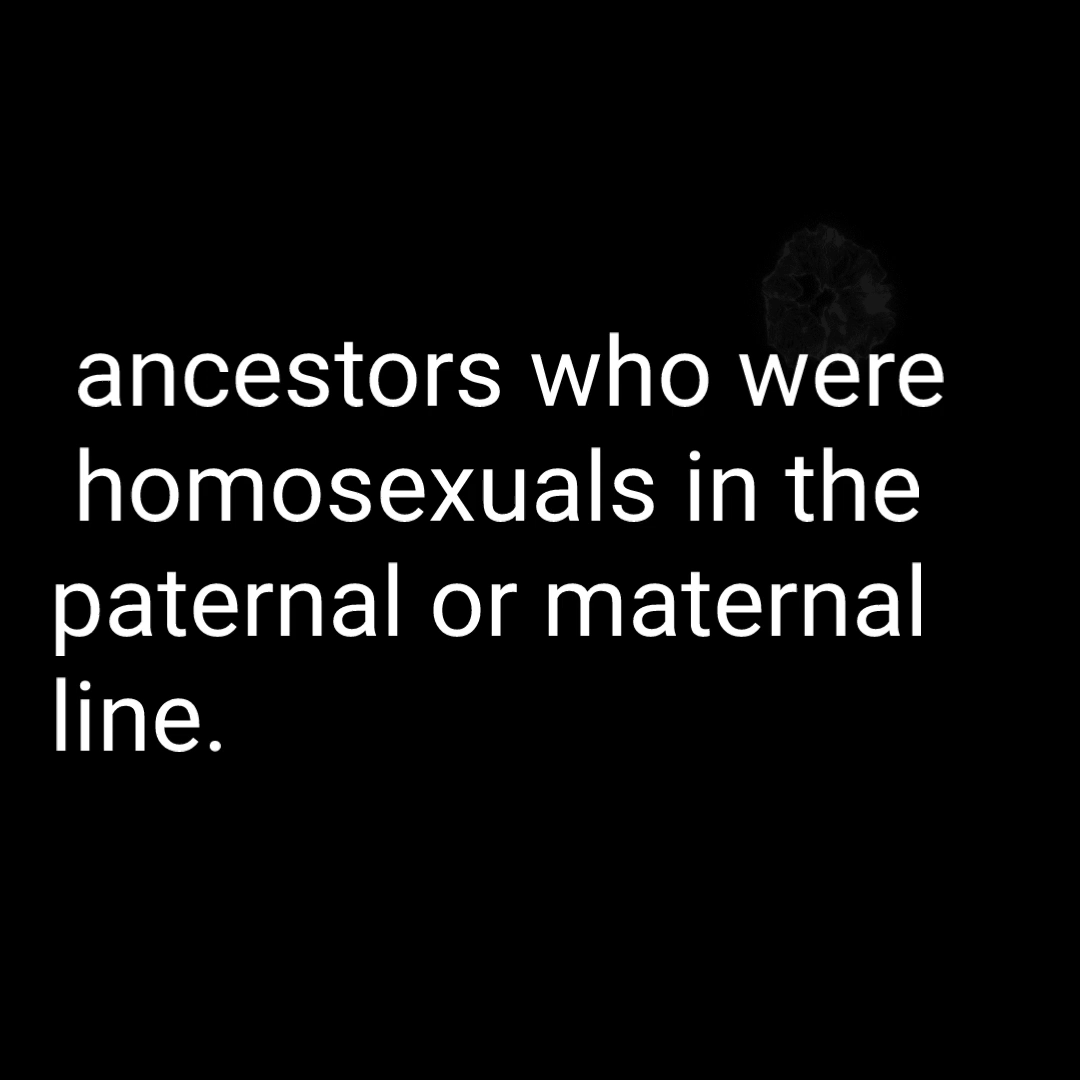 ancestors who were
homosexuals in the
paternal or maternal
line.